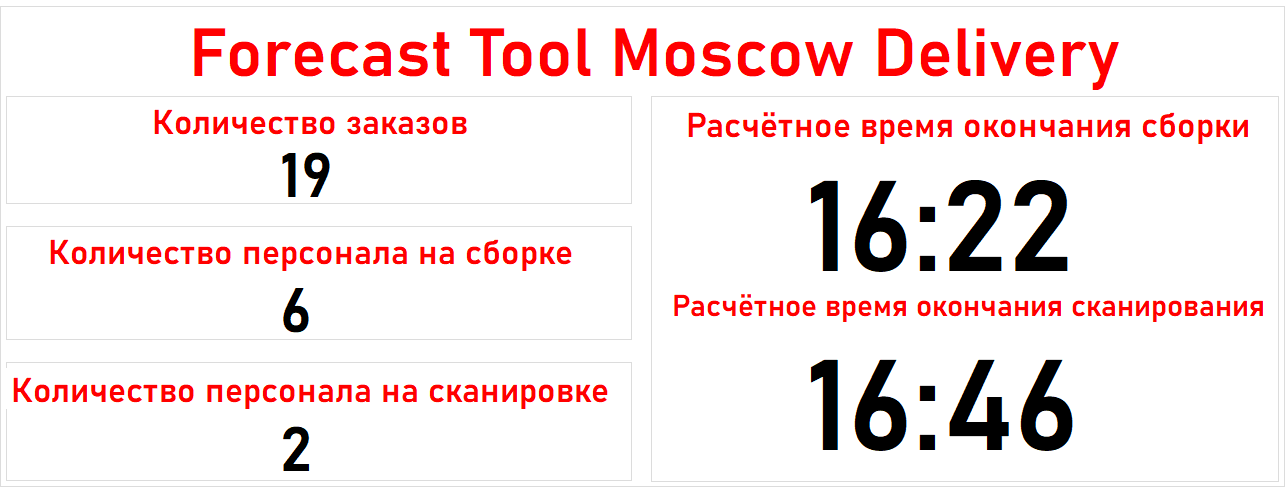 Forecast Tool Moscow Delivery
Количество заказов
19
Количество персонала на сборке
6
Количество персонала на сканировке
2
Расчётное время окончания сборки
16:22
Расчётное время окончания сканирования
16:46